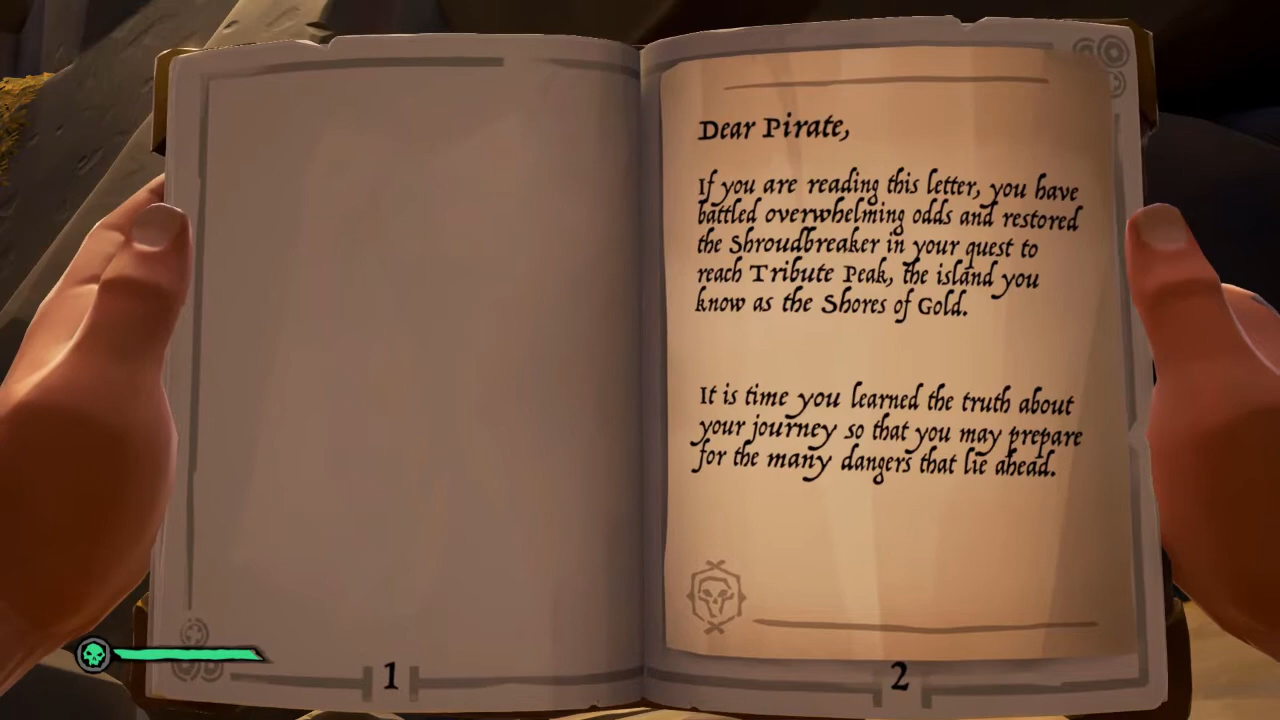 Dear Pirate,
If you are reading this letter, you have
battled overwhelming odds and restored
the Shroudbreaker in your quest to
reach Tribute Peak, the island you
know as the Shores of Gold.
It is time you learned the truth about
your journey so that you may prepare
for the many dangers that lie ahead.
1
2